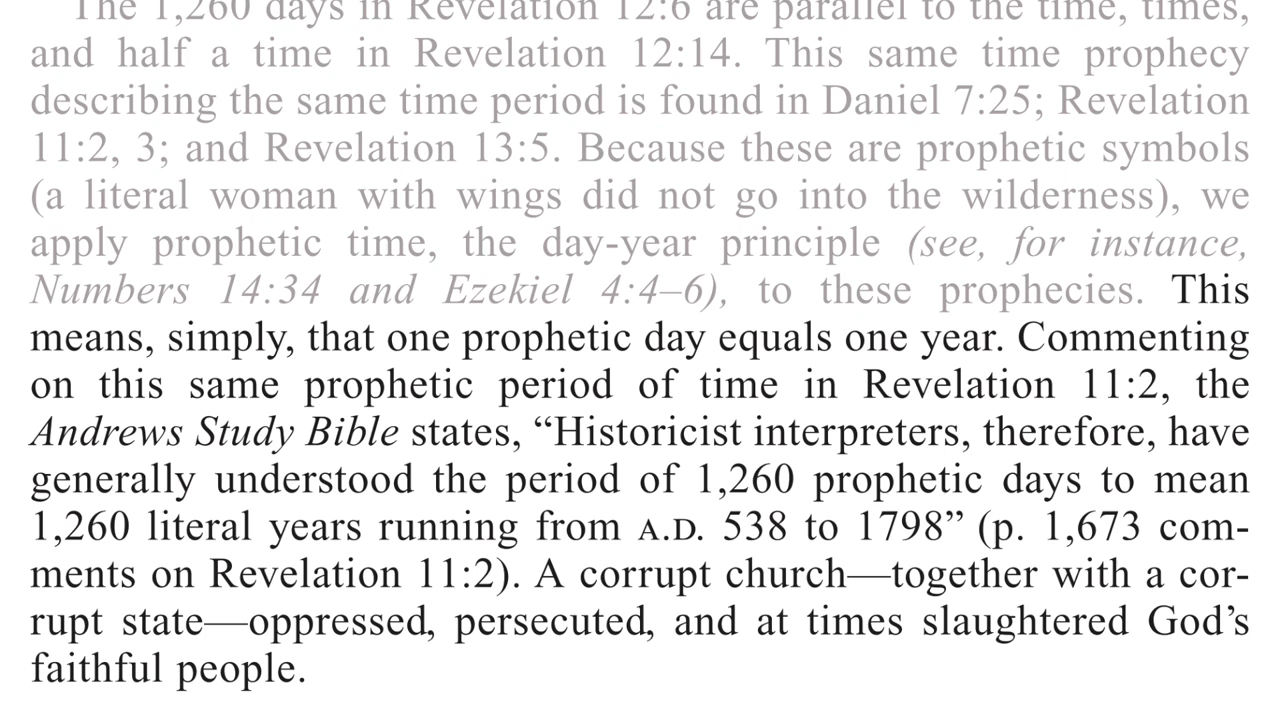 The 1,260 days in Revelation 12:6 are parallel to the time, times,
and half a time in Revelation 12:14. This same time prophecy
describing the same time period is found in Daniel 7:25; Revelation
11:2, 3; and Revelation 13:5. Because these are prophetic symbols
(a literal woman with wings did not go into the wilderness), we
apply prophetic time, the day-year principle (see, for instance,
Numbers 14:34 and Ezekiel 4:4–6), to these prophecies. This
means, simply, that one prophetic day equals one year. Commenting
on this same prophetic period of time in Revelation 11:2, the
Andrews Study Bible states, “Historicist interpreters, therefore, have
generally understood the period of 1,260 prophetic days to mean
1,260 literal years running from A.D. 538 to 1798” (p. 1,673 com-
ments on Revelation 11:2). A corrupt church—together with a cor-
rupt state—oppressed, persecuted, and at times slaughtered God’s
faithful people.